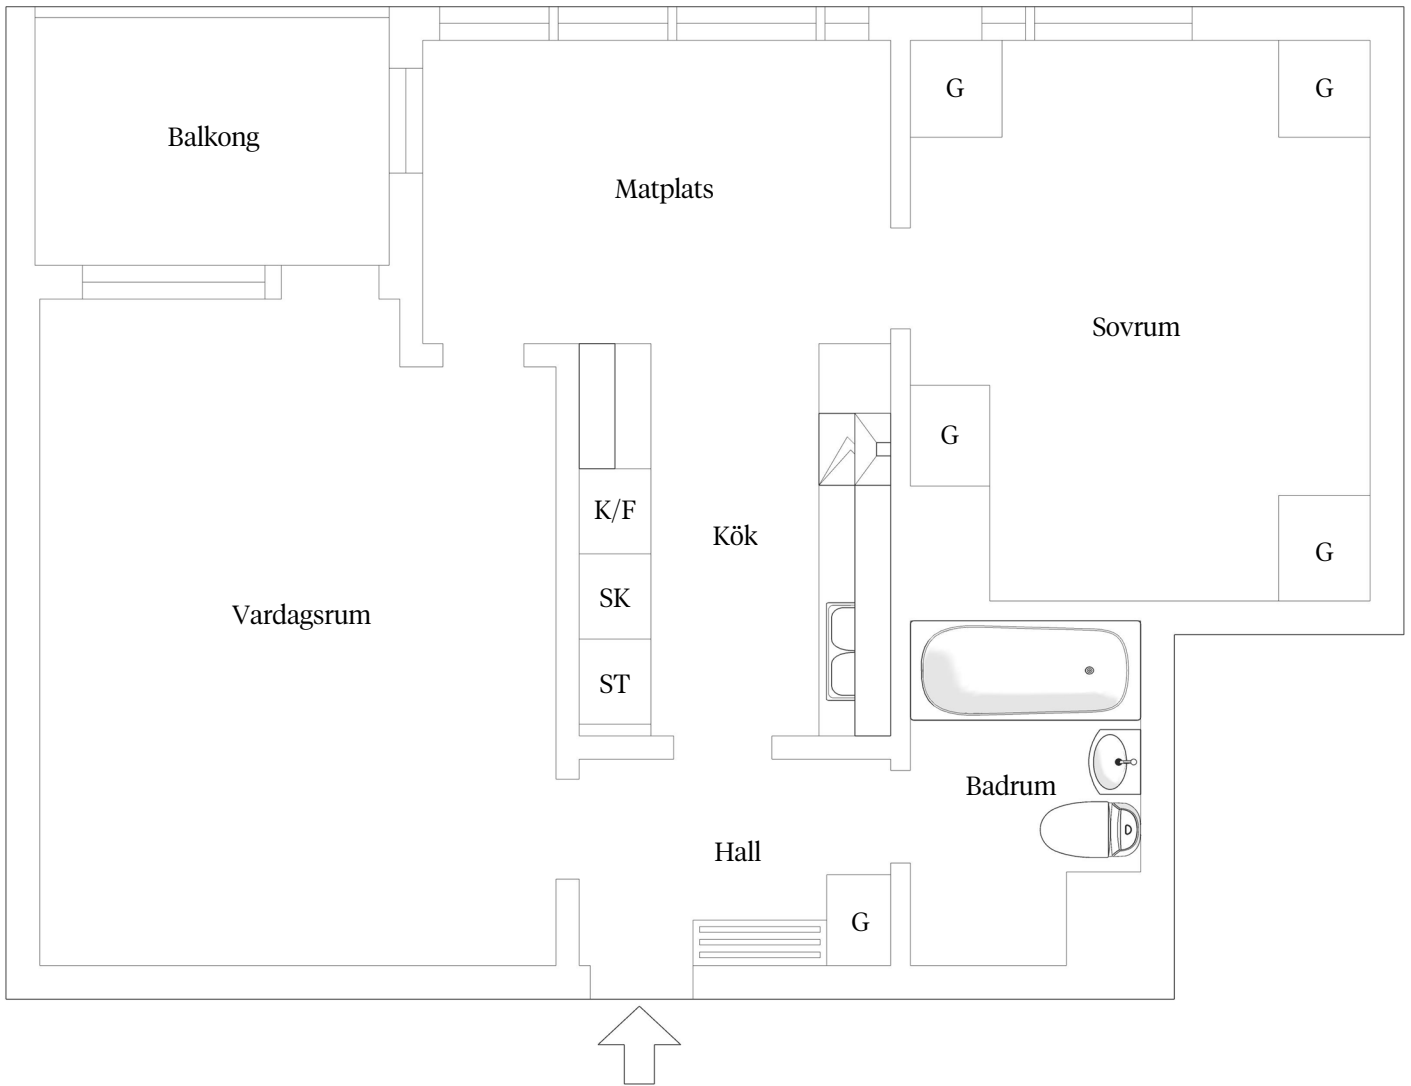 G
G
Balkong
Matplats
Sovrum
G
K/F
Kök
G
SK
Vardagsrum
ST
Badrum
Hall
G